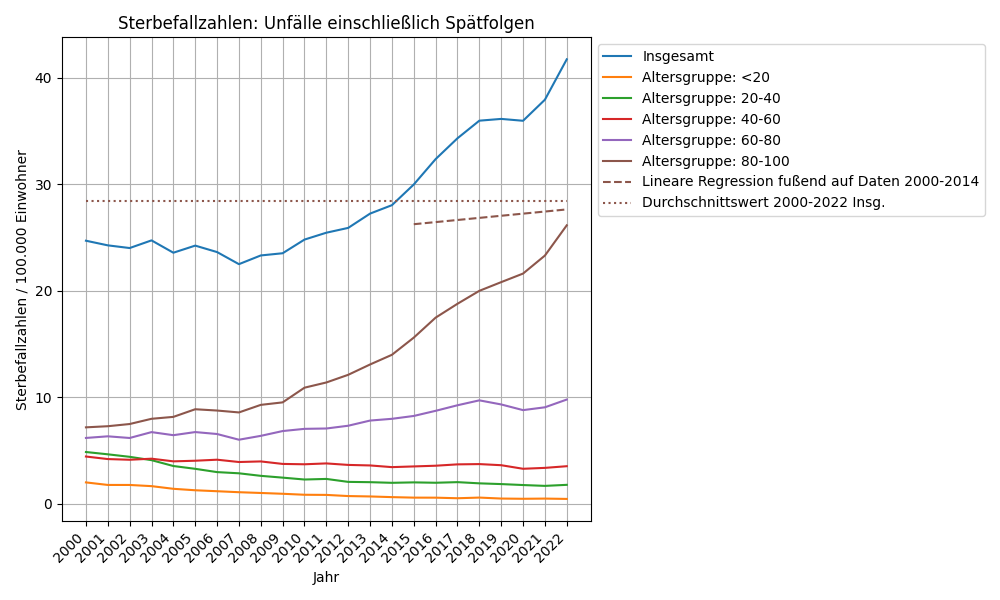 Sterbefallzahlen: Unfälle einschließlich Spätfolgen
Sterbefallzahlen / 100.000 Einwohner
40
30
20
10
0
2000
2001
2002
2003
2004
2005
2006
2007
2008
2009
2010
2011
2012
2013
2014
2015
2016
2017
2018
2019
2020
2021
2022
Jahr
Insgesamt
Altersgruppe: <20
Altersgruppe: 20-40
Altersgruppe: 40-60
Altersgruppe: 60-80
Altersgruppe: 80-100
Lineare Regression fußend auf Daten 2000-2014
Durchschnittswert 2000-2022 Insg.